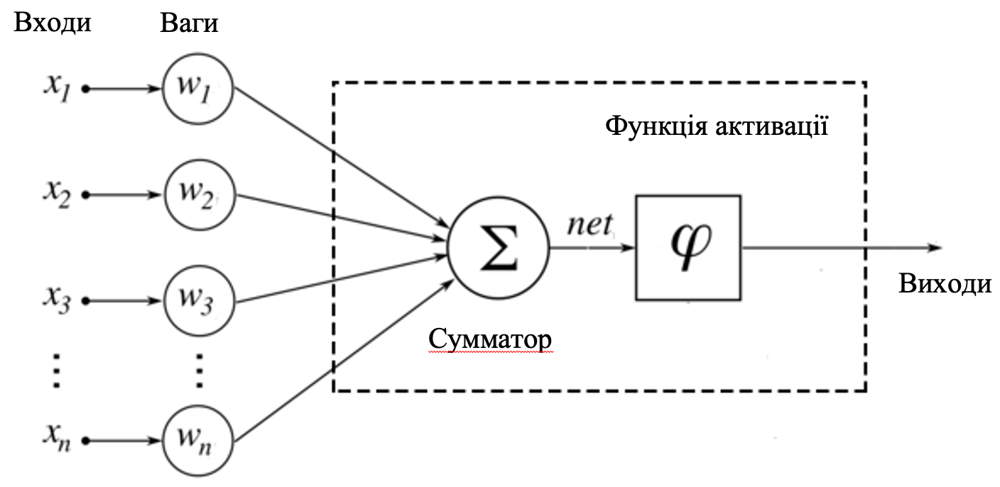 Входи Ваги
x1 w1
Функція активації
x2 w2
net
Σ φ
Виходи
x3 w3
Сумматор
xn wn